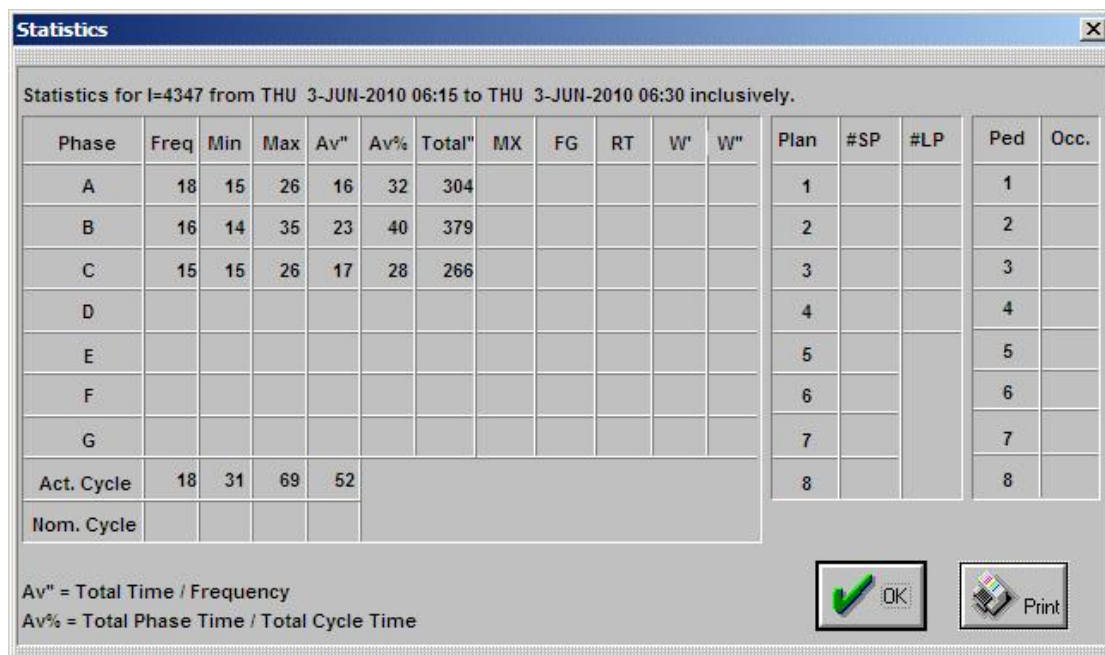 Statistics
Statistics for I=4347 from THU 3-JUN-2010 06:15 to THU 3-JUN-2010 06:30 inclusively.
Phase Freq Min Max Av" Av% Total" MX FG RT W' W" Plan #SP #LP Ped Occ.
A 18 15 26 16 32 304 1 1
B 16 14 35 23 40 379 2 2
C 15 15 26 17 28 266 3 3
D 4 4
E 5 5
F 6 6
G 7 7
Act. Cycle 18 31 69 52 8 8
Nom. Cycle
Av" = Total Time / Frequency
Av% = Total Phase Time / Total Cycle Time
OK
Print